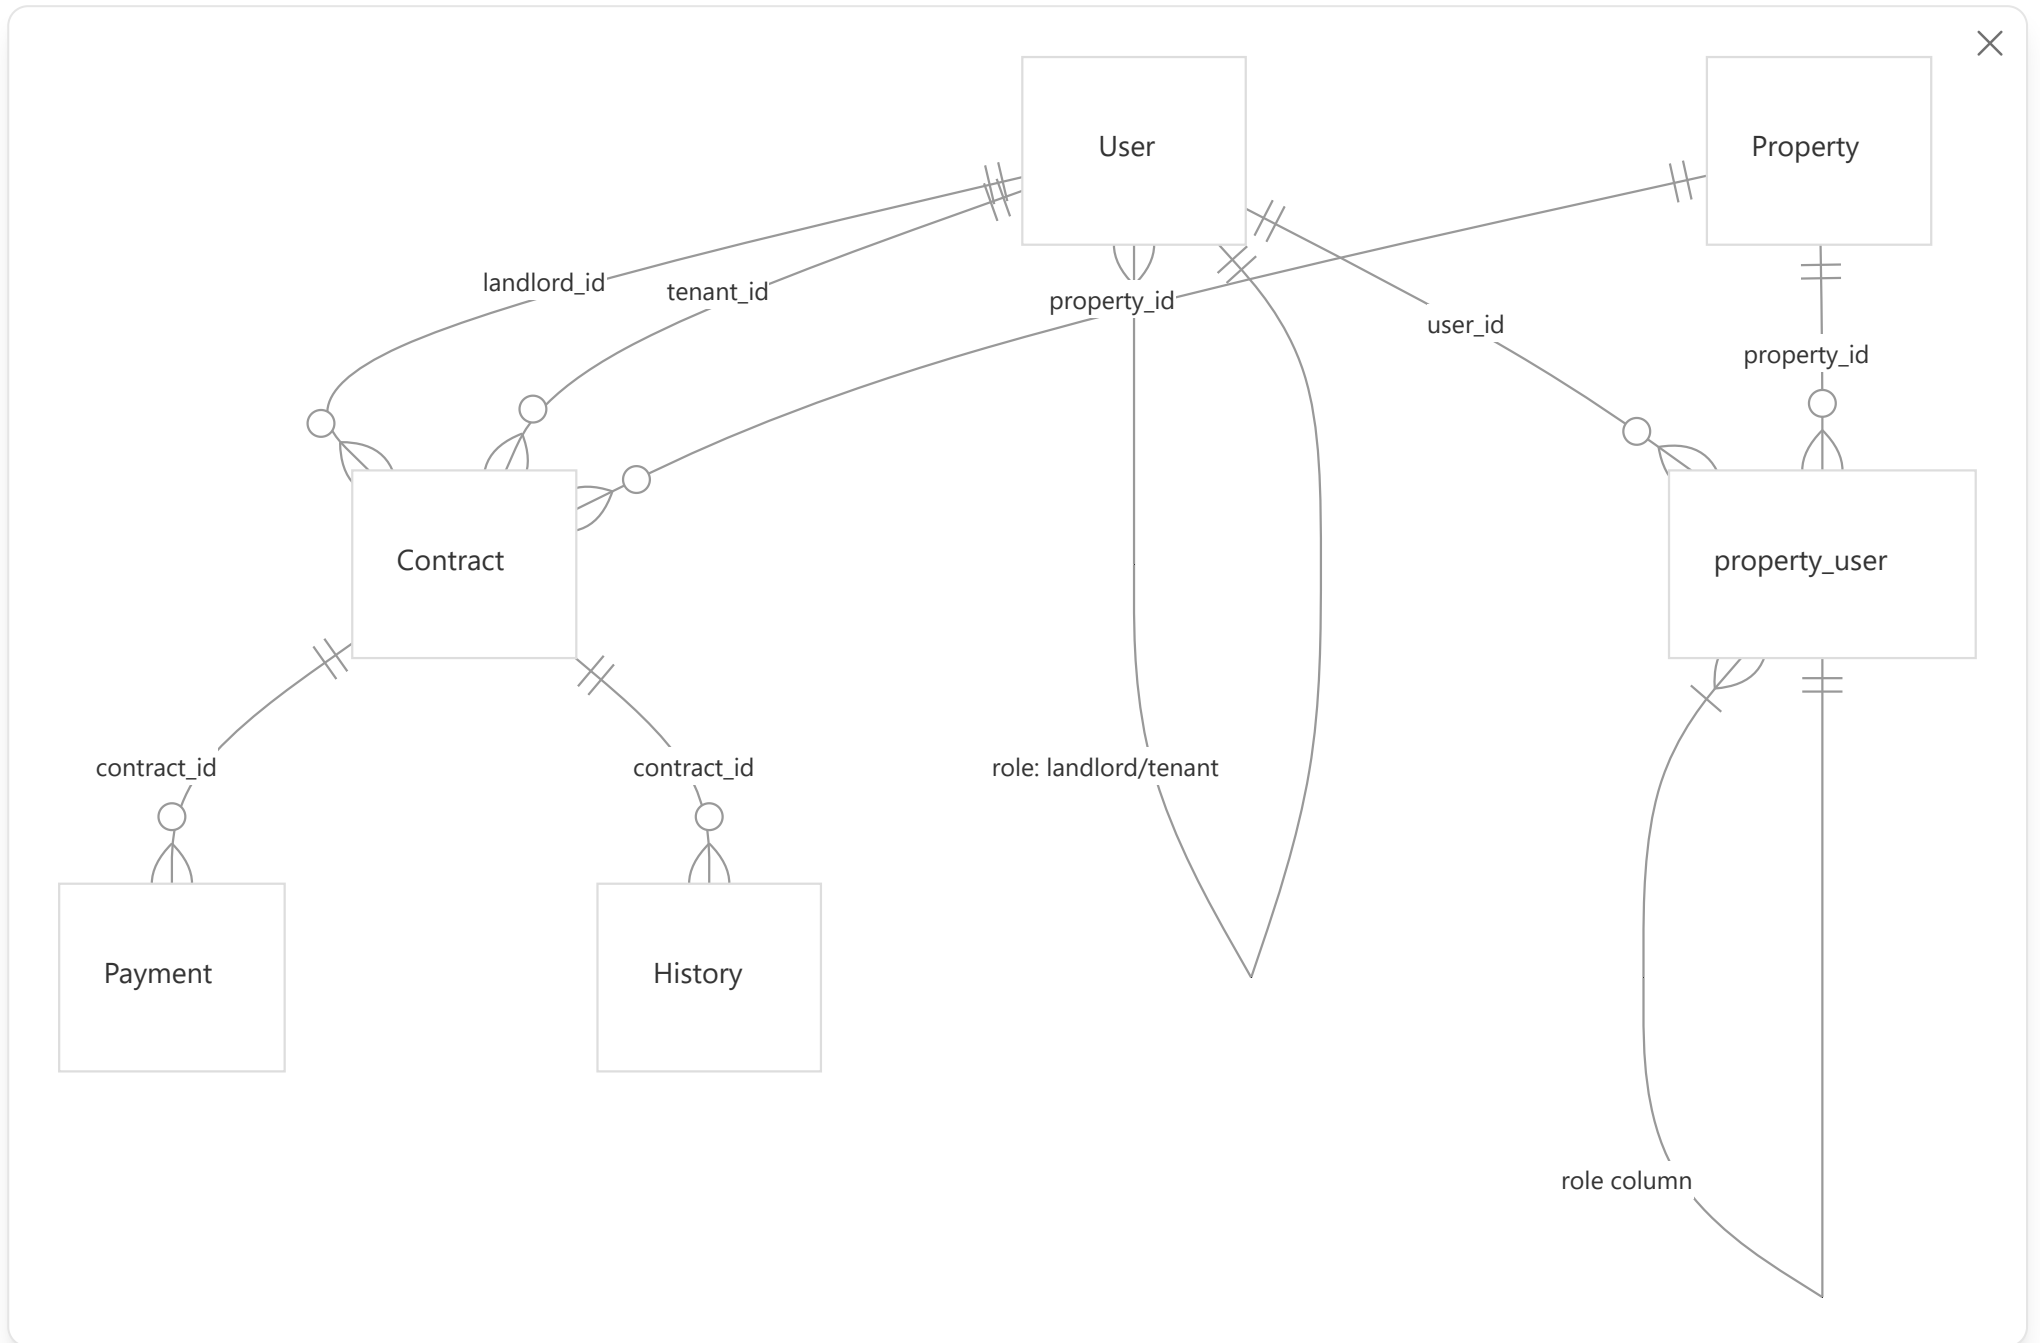 User
Property
landlord_id
tenant_id
property_id
user_id
property_id
Contract
property_user
contract_id
contract_id
role: landlord/tenant
Payment
History
role column